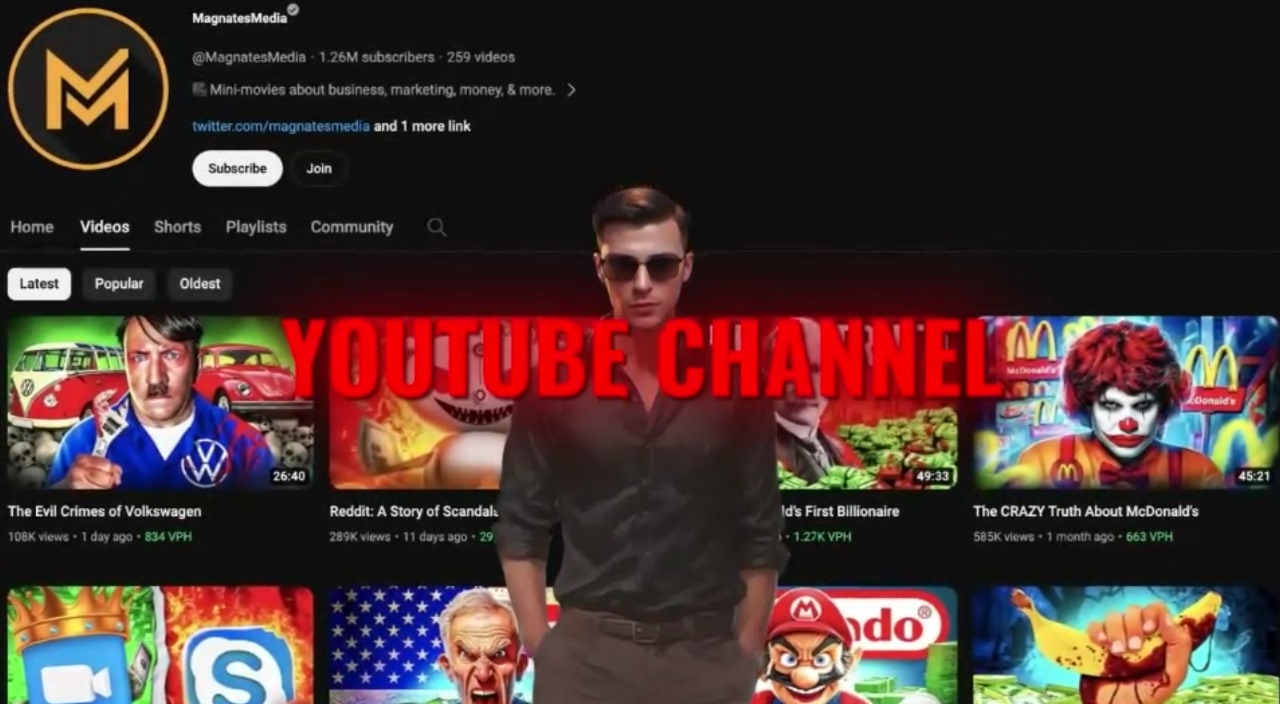 MagnatesMedia
@MagnatesMedia · 1.26M subscribers · 259 videos
Mini-movies about business, marketing, money, & more.
twitter.com/magnatesmedia and 1 more link
Subscribe Join
Home Videos Shorts Playlists Community
Latest Popular Oldest
YOUTUBE CHANNEL
McDonald's
cDonald's
26:40
49:33
45:21
The Evil Crimes of Volkswagen
108K views • 1 day ago • 834 VPH
Reddit: A Story of Scandals
289K views • 11 days ago • 29
ld's First Billionaire
• 1.27K VPH
The CRAZY Truth About McDonald's
585K views • 1 month ago • 663 VPH
S
M
ndo®